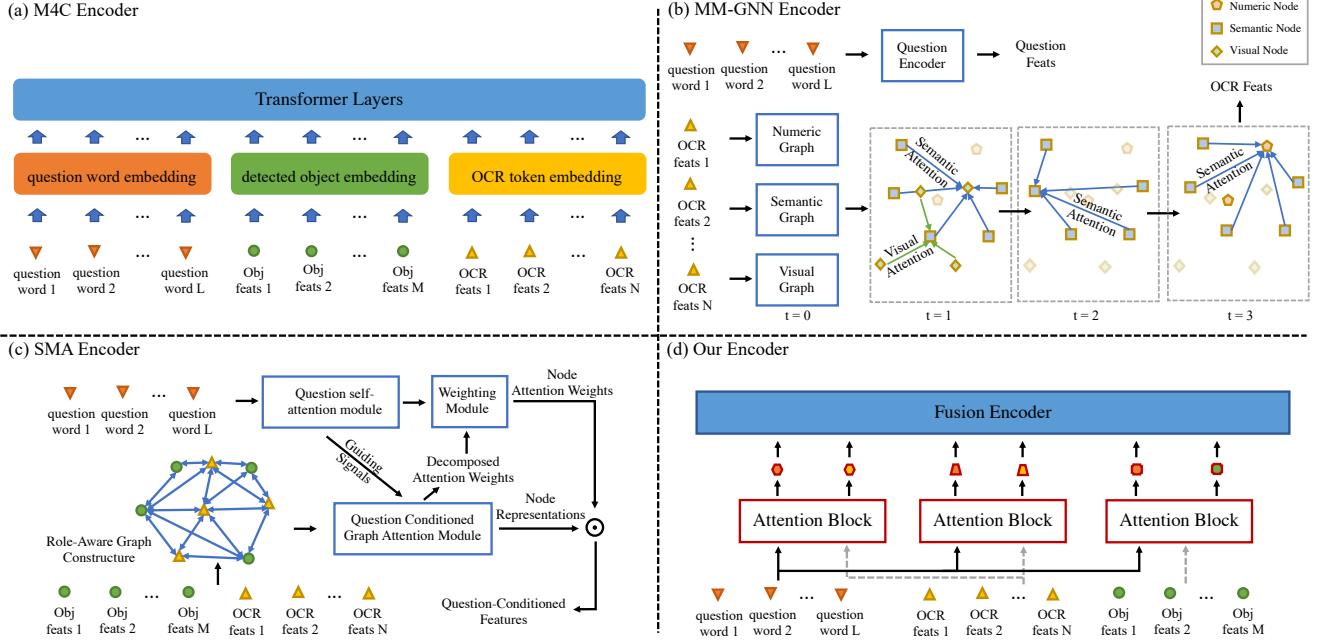 (a) M4C Encoder
Transformer Layers
...
...
...
question word embedding
detected object embedding
OCR token embedding
...
...
...
...
...
...
question
word 1
question
word 2
question
word L
Obj
feats 1
Obj
feats 2
Obj
feats M
OCR
feats 1
OCR
feats 2
OCR
feats N
(b) MM-GNN Encoder
Numeric Node
Semantic Node
Visual Node
...
question
word 1
question
word 2
question
word L
Question
Encoder
Question
Feats
OCR Feats
OCR
feats 1
OCR
feats 2
...
OCR
feats N
Numeric
Graph
Semantic
Graph
Visual
Graph
Semantic
Attention
Visual
Attention
Semantic
Attention
Semantic
Attention
t = 0
t = 1
t = 2
t = 3
(c) SMA Encoder
...
question
word 1
question
word 2
question
word L
Question self-
attention module
Weighting
Module
Node
Attention Weights
Guiding
Signals
Decomposed
Attention Weights
Question Conditioned
Graph Attention Module
Node
Representations
Role-Aware Graph
Constructure
...
...
Obj
feats 1
Obj
feats 2
Obj
feats M
OCR
feats 1
OCR
feats 2
OCR
feats N
Question-Conditioned
Features
(d) Our Encoder
Fusion Encoder
Attention Block
Attention Block
Attention Block
...
...
...
question
word 1
question
word 2
question
word L
OCR
feats 1
OCR
feats 2
OCR
feats N
Obj
feats 1
Obj
feats 2
Obj
feats M